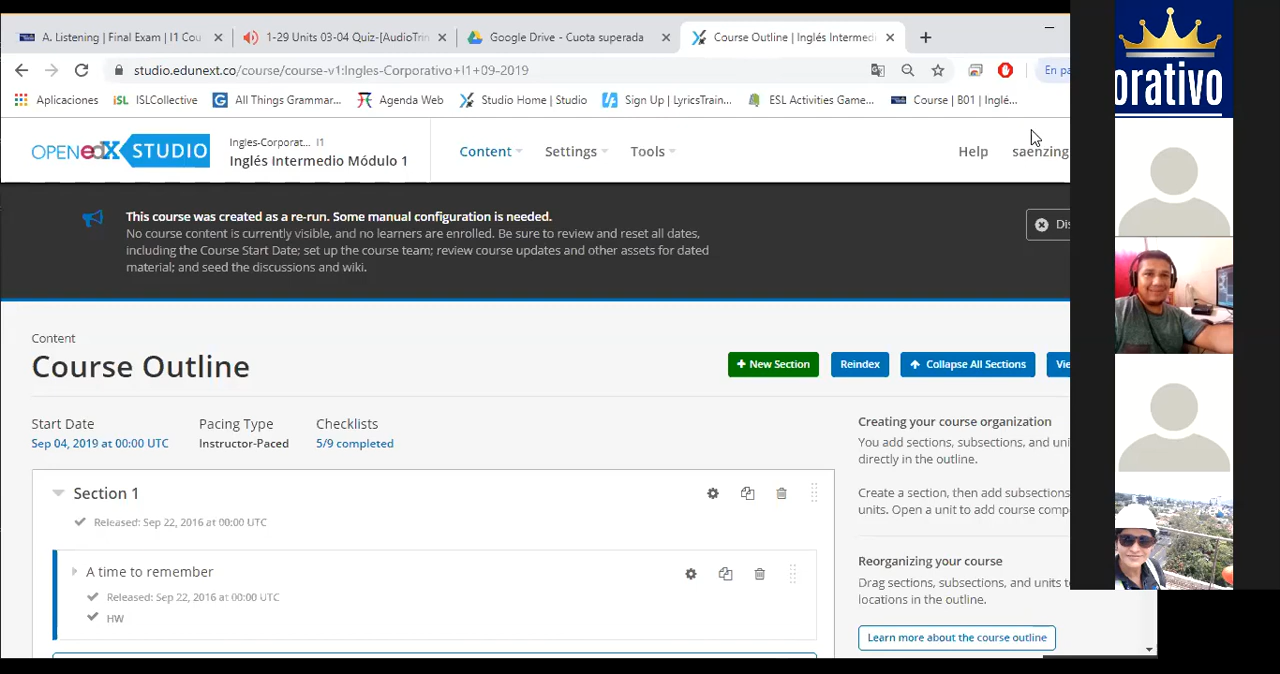 A. Listening | Final Exam | I1 Cou
1-29 Units 03-04 Quiz-[AudioTrim
Google Drive - Cuota superada
Course Outline | Inglés Intermedi
studio.edunext.co/course/course-v1:Ingles-Corporativo+I1+09-2019
En pa
Aplicaciones
iSL ISLCollective
All Things Grammar...
Agenda Web
Studio Home | Studio
Sign Up | LyricsTrain...
ESL Activities Game...
Course | B01 | Inglé...
orativo
OPEN edX STUDIO
Ingles-Corporat... I1
Inglés Intermedio Módulo 1
Content
Settings
Tools
Help
saenzing
This course was created as a re-run. Some manual configuration is needed.
No course content is currently visible, and no learners are enrolled. Be sure to review and reset all dates,
including the Course Start Date; set up the course team; review course updates and other assets for dated
material; and seed the discussions and wiki.
Dis
Content
Course Outline
+ New Section
Reindex
Collapse All Sections
Vie
Start Date
Sep 04, 2019 at 00:00 UTC
Pacing Type
Instructor-Paced
Checklists
5/9 completed
Section 1
Released: Sep 22, 2016 at 00:00 UTC
A time to remember
Released: Sep 22, 2016 at 00:00 UTC
HW
Creating your course organization
You add sections, subsections, and uni
directly in the outline.
Create a section, then add subsections
units. Open a unit to add course comp
Reorganizing your course
Drag sections, subsections, and units to
locations in the outline.
Learn more about the course outline